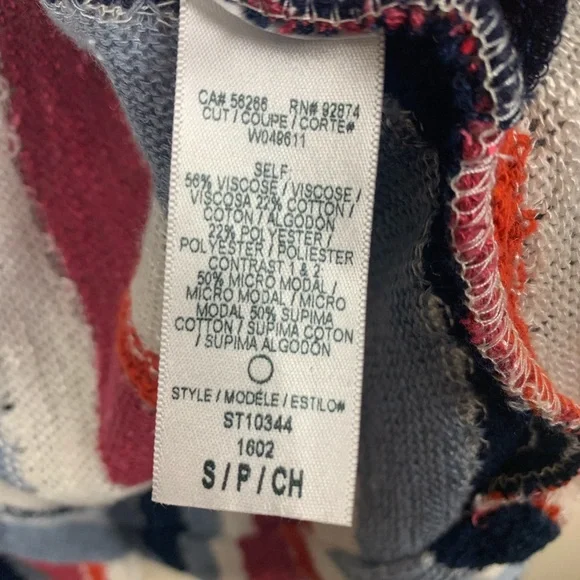 CA# 56266 RN# 92874
CUT / COUPE / CORTE#
W049611
SELF:
56% VISCOSE / VISCOSE /
VISCOSA 22% COTTON /
COTON / ALGODON
22% POLYESTER /
POLYESTER / POLIESTER
CONTRAST 1 & 2
50% MICRO MODAL /
MICRO MODAL / MICRO
MODAL 50% SUPIMA
COTTON / SUPIMA COTON
/ SUPIMA ALGODON
STYLE / MODÈLE / ESTILO#
ST10344
1602
S / P / CH